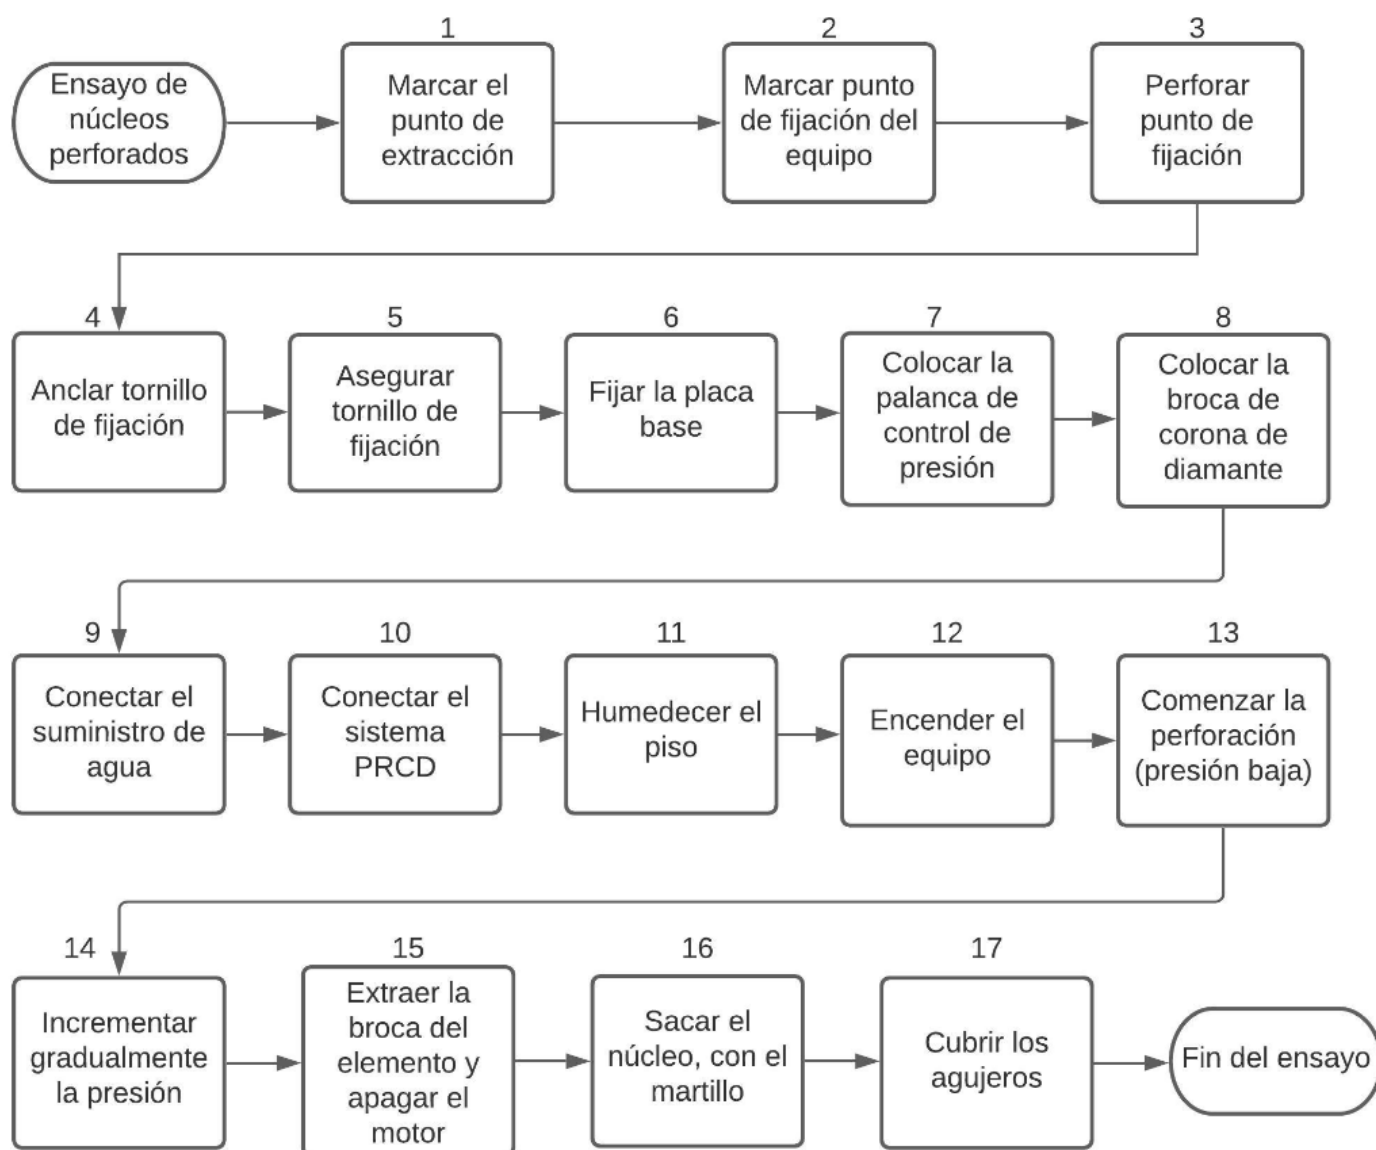 1
2
3
Ensayo de
núcleos
perforados
Marcar el
punto de
extracción
Marcar punto
de fijación del
equipo
Perforar
punto de
fijación
4
5
6
7
8
Anclar tornillo
de fijación
Asegurar
tornillo de
fijación
Fijar la placa
base
Colocar la
palanca de
control de
presión
Colocar la
broca de
corona de
diamante
9
10
11
12
13
Conectar el
suministro de
agua
Conectar el
sistema
PRCD
Humedecer el
piso
Encender el
equipo
Comenzar la
perforación
(presión baja)
14
15
16
17
Incrementar
gradualmente
la presión
Extraer la
broca del
elemento y
apagar el
motor
Sacar el
núcleo, con el
martillo
Cubrir los
agujeros
Fin del ensayo